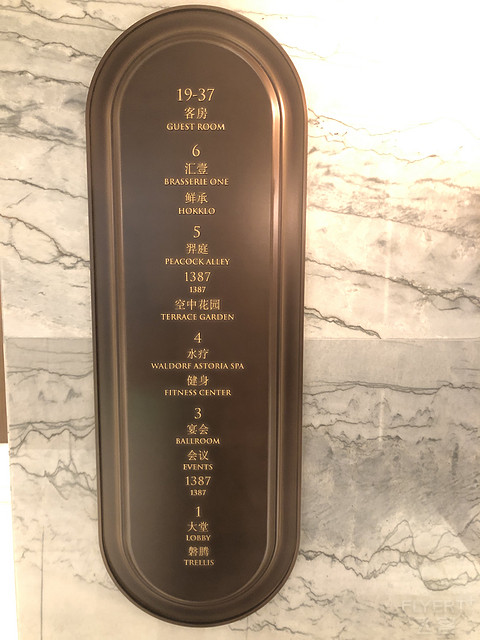 19-37
客房
GUEST ROOM
6
汇壹
BRASSERIE ONE
鲜承
HOKKLO
5
羿庭
PEACOCK ALLEY
1387
1387
空中花园
TERRACE GARDEN
4
水疗
WALDORF ASTORIA SPA
健身
FITNESS CENTER
3
宴会
BALLROOM
会议
EVENTS
1387
1387
1
大堂
LOBBY
磐腾
TRELLIS